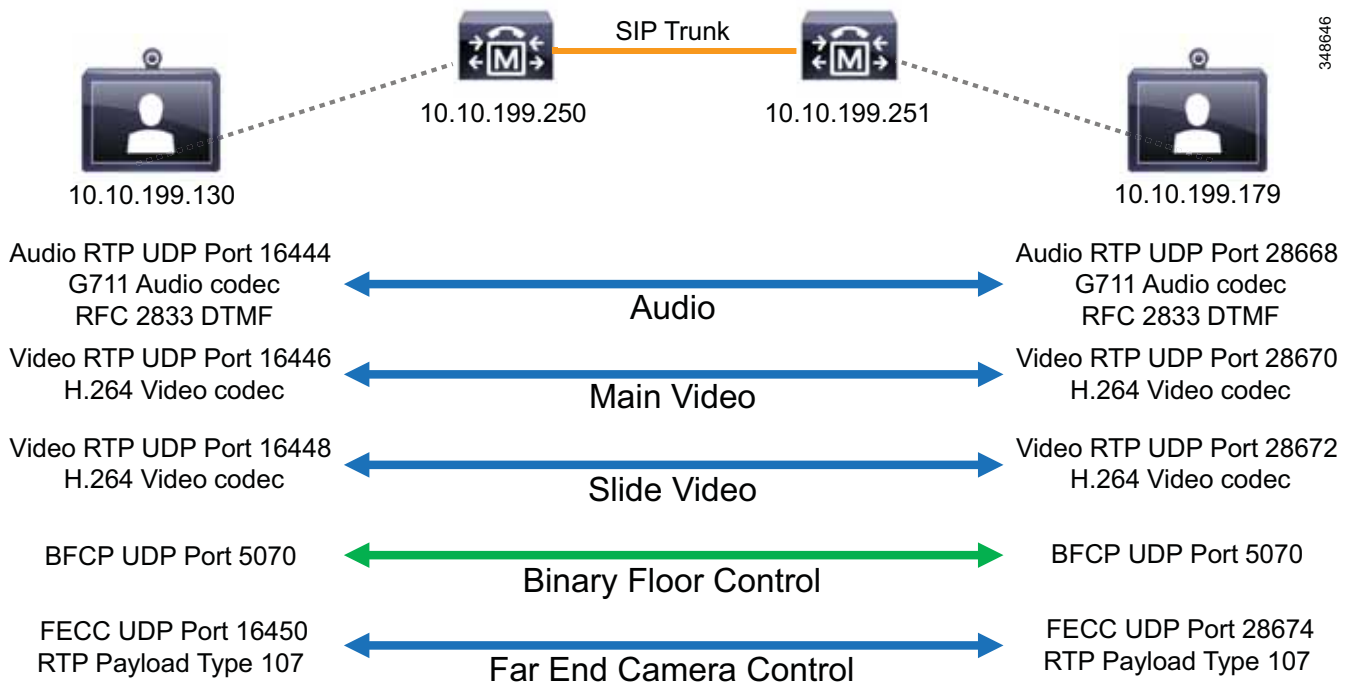 SIP Trunk
348646
M
M
10.10.199.250
10.10.199.251
10.10.199.130
10.10.199.179
Audio RTP UDP Port 16444
G711 Audio codec
RFC 2833 DTMF
Audio
Audio RTP UDP Port 28668
G711 Audio codec
RFC 2833 DTMF
Video RTP UDP Port 16446
H.264 Video codec
Main Video
Video RTP UDP Port 28670
H.264 Video codec
Video RTP UDP Port 16448
H.264 Video codec
Slide Video
Video RTP UDP Port 28672
H.264 Video codec
BFCP UDP Port 5070
Binary Floor Control
BFCP UDP Port 5070
FECC UDP Port 16450
RTP Payload Type 107
Far End Camera Control
FECC UDP Port 28674
RTP Payload Type 107